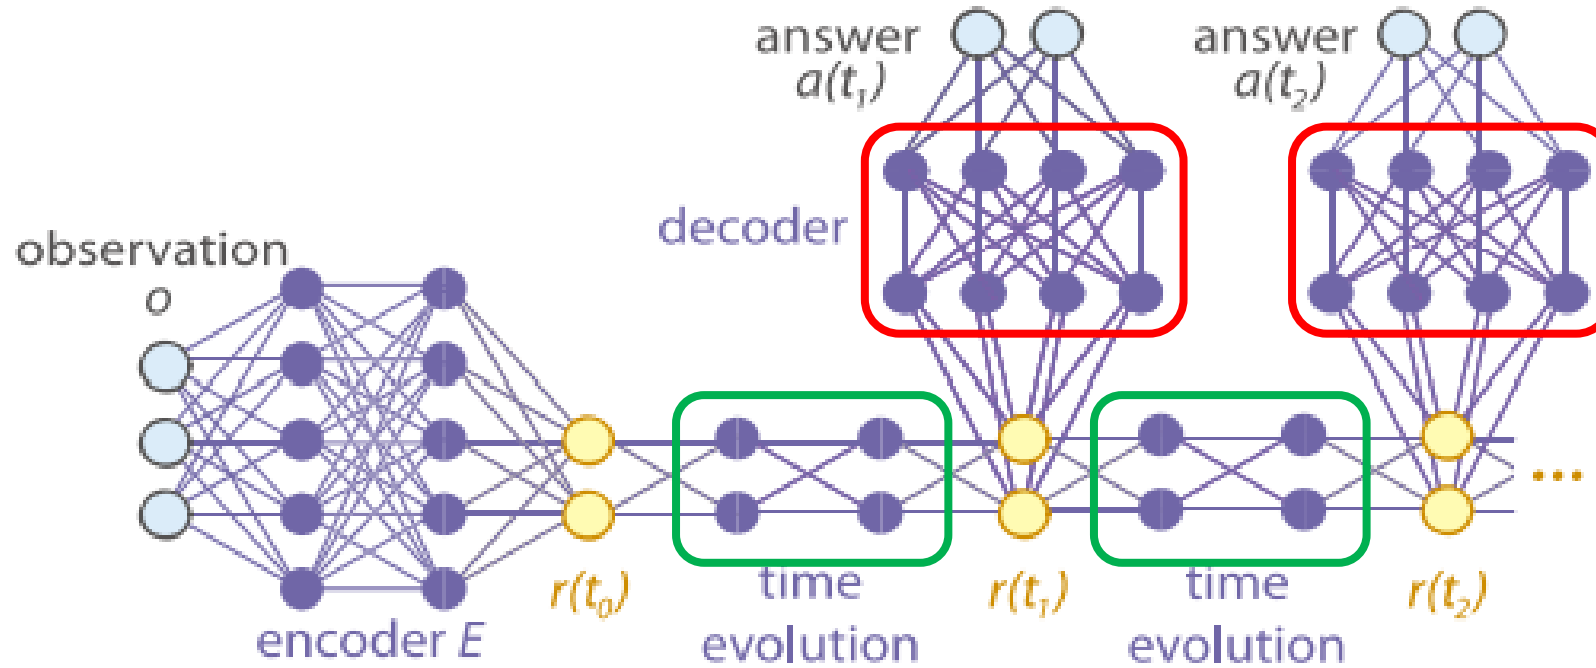 observation
o
encoder E
r(t₀)
time
evolution
decoder
answer
a(t₁)
r(t₁)
time
evolution
answer
a(t₂)
r(t₂)
...